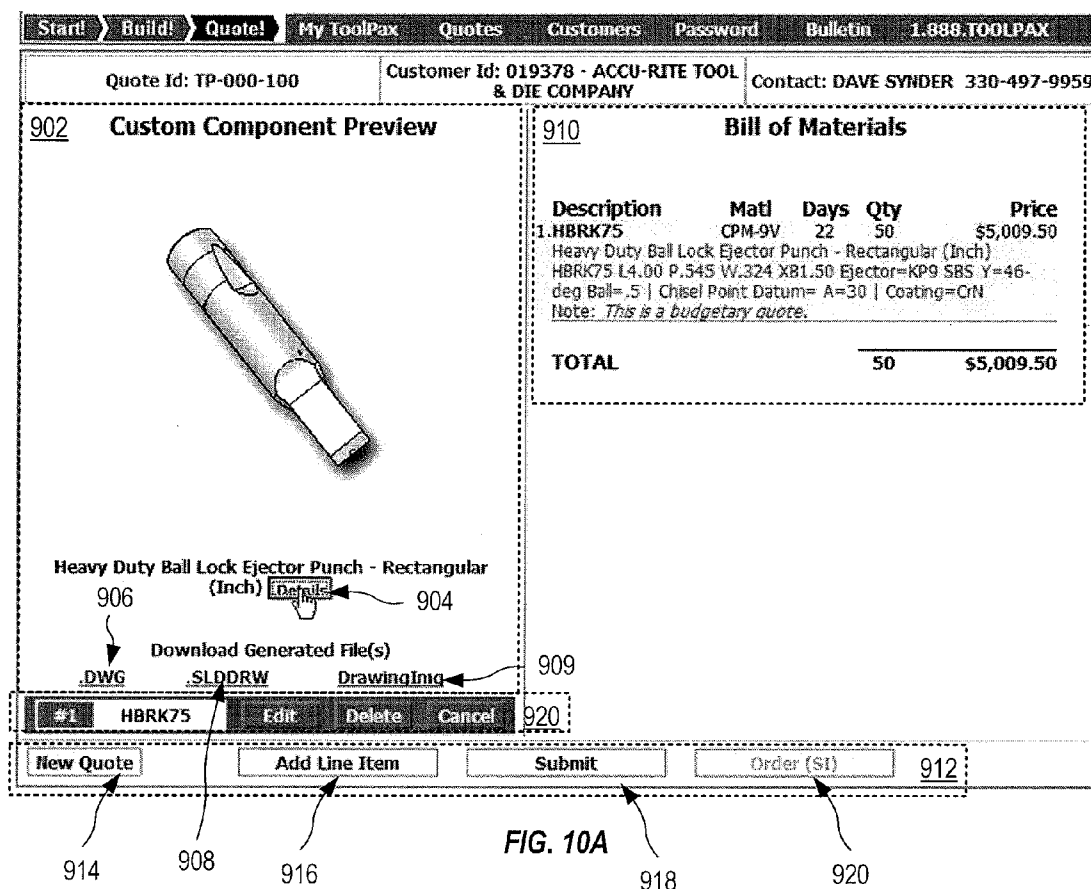 Start! Build! Quote! My ToolPax Quotes Customers Password Bulletin 1.888.TOOLPAX
Quote Id: TP-000-100
Customer Id: 019378 - ACCU-RITE TOOL
& DIE COMPANY
Contact: DAVE SYNDER 330-497-9959
902 Custom Component Preview
Heavy Duty Ball Lock Ejector Punch - Rectangular
(Inch) Details
904
906
Download Generated File(s)
.DWG .SLDDRW DrawingImg
909
#1 HBRK75 Edit Delete Cancel
920
910 Bill of Materials
Description Matl Days Qty Price
1.HBRK75 CPM-9V 22 50 $5,009.50
Heavy Duty Ball Lock Ejector Punch - Rectangular (Inch)
HBRK75 L4.00 P.545 W.324 XB1.50 Ejector=KP9 SBS Y=46-
deg Ball=.5 | Chisel Point Datum= A=30 | Coating=CrN
Note: This is a budgetary quote.
TOTAL 50 $5,009.50
New Quote Add Line Item Submit Order (SI) 912
FIG. 10A
914 908 916 918 920